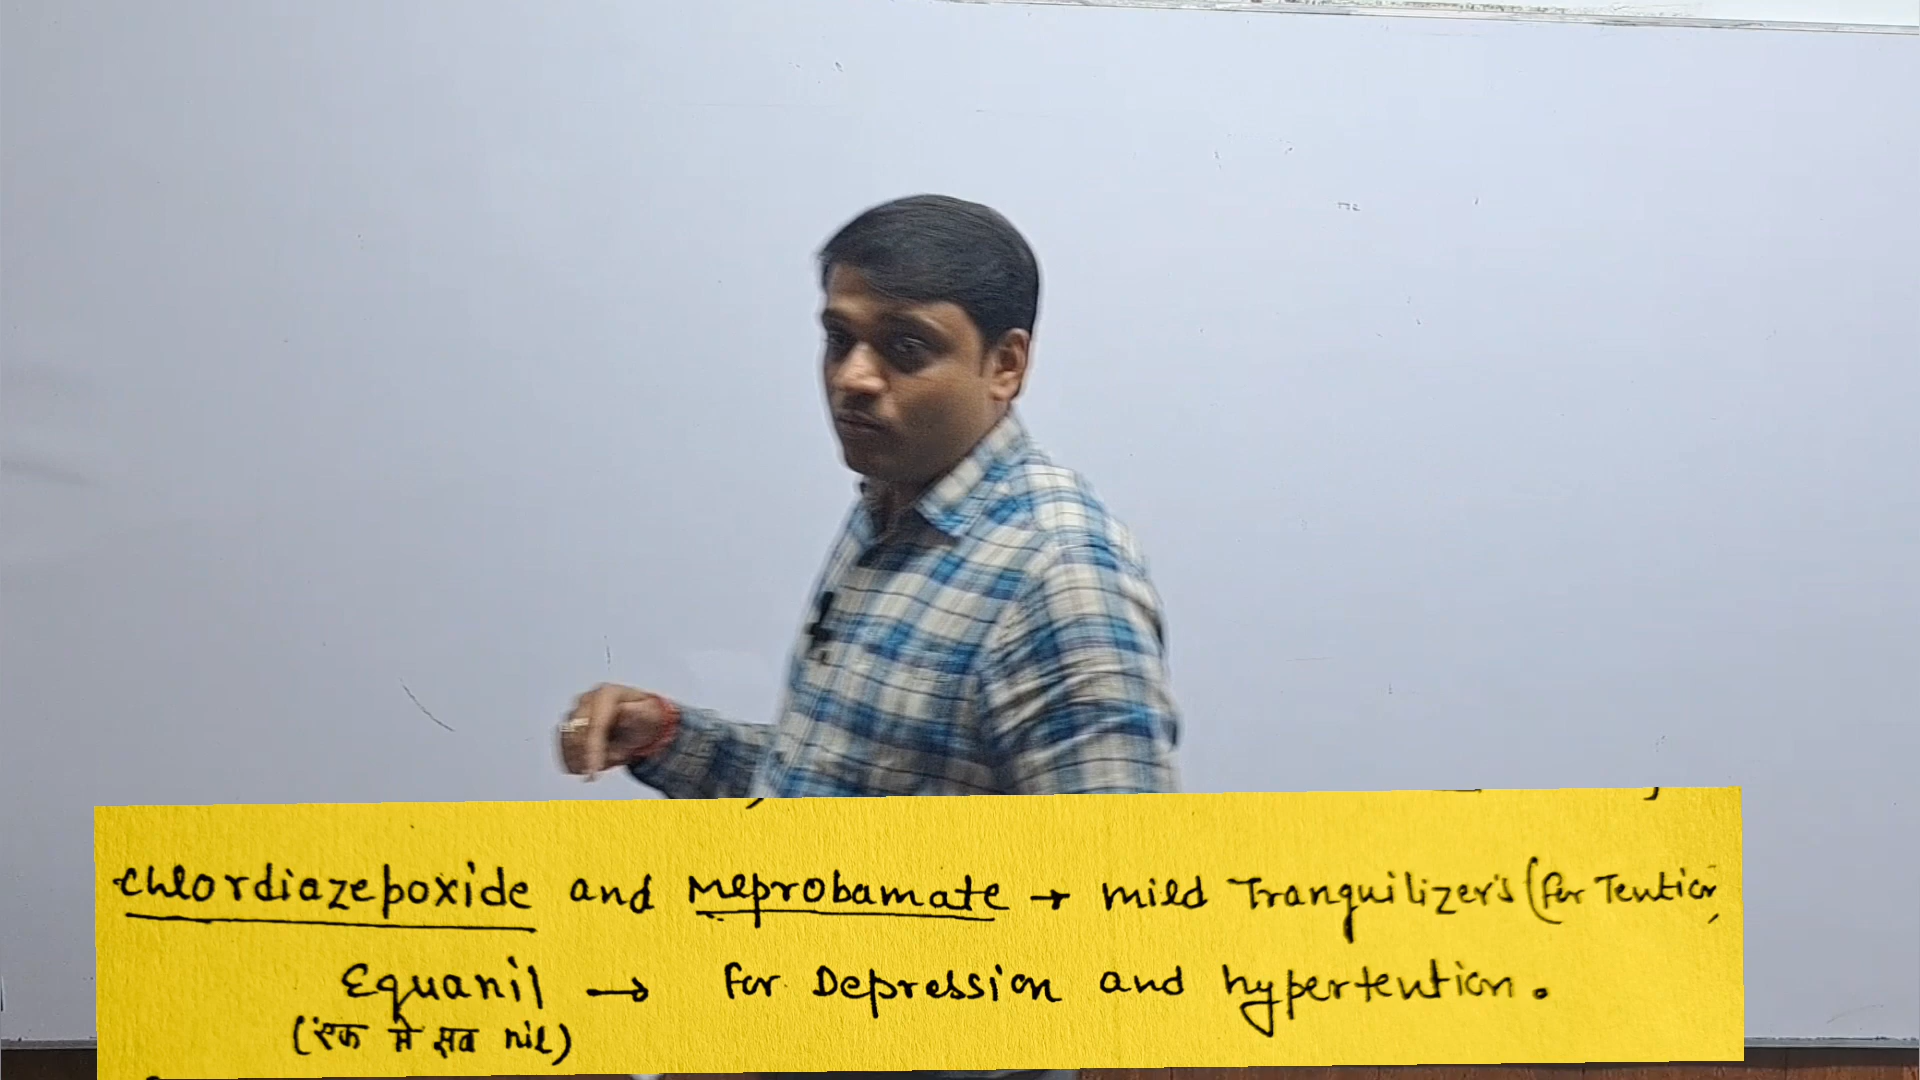 Chlordiazepoxide and Meprobamate → mild Tranquilizer's (for Tention,
Equanil → for Depression and hypertention.
(एक में सब nil)